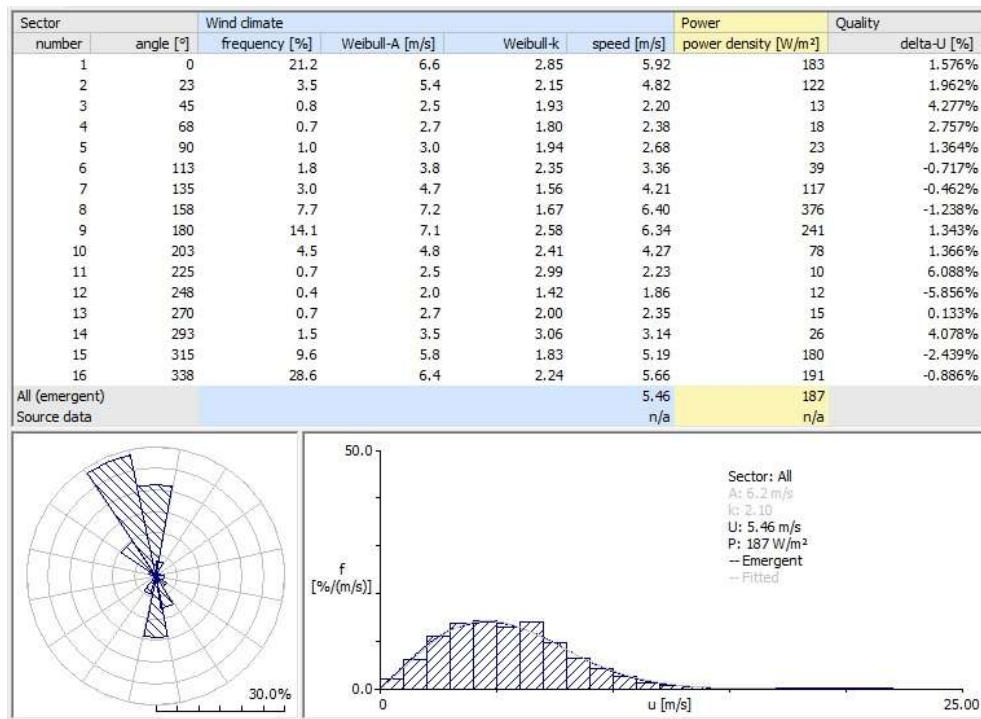 Sector Wind climate Power Quality
number angle [°] frequency [%] Weibull-A [m/s] Weibull-k speed [m/s] power density [W/m²] delta-U [%]
1 0 21.2 6.6 2.85 5.92 183 1.576%
2 23 3.5 5.4 2.15 4.82 122 1.962%
3 45 0.8 2.5 1.93 2.20 13 4.277%
4 68 0.7 2.7 1.80 2.38 18 2.757%
5 90 1.0 3.0 1.94 2.68 23 1.364%
6 113 1.8 3.8 2.35 3.36 39 -0.717%
7 135 3.0 4.7 1.56 4.21 117 -0.462%
8 158 7.7 7.2 1.67 6.40 376 -1.238%
9 180 14.1 7.1 2.58 6.34 241 1.343%
10 203 4.5 4.8 2.41 4.27 78 1.366%
11 225 0.7 2.5 2.99 2.23 10 6.088%
12 248 0.4 2.0 1.42 1.86 12 -5.856%
13 270 0.7 2.7 2.00 2.35 15 0.133%
14 293 1.5 3.5 3.06 3.14 26 4.078%
15 315 9.6 5.8 1.83 5.19 180 -2.439%
16 338 28.6 6.4 2.24 5.66 191 -0.886%
All (emergent) 5.46 187
Source data n/a n/a
30.0%
50.0
Sector: All
A: 6.2 m/s
k: 2.10
U: 5.46 m/s
P: 187 W/m²
-- Emergent
-- Fitted
f
[%/(m/s)]
0.0
0 u [m/s] 25.00